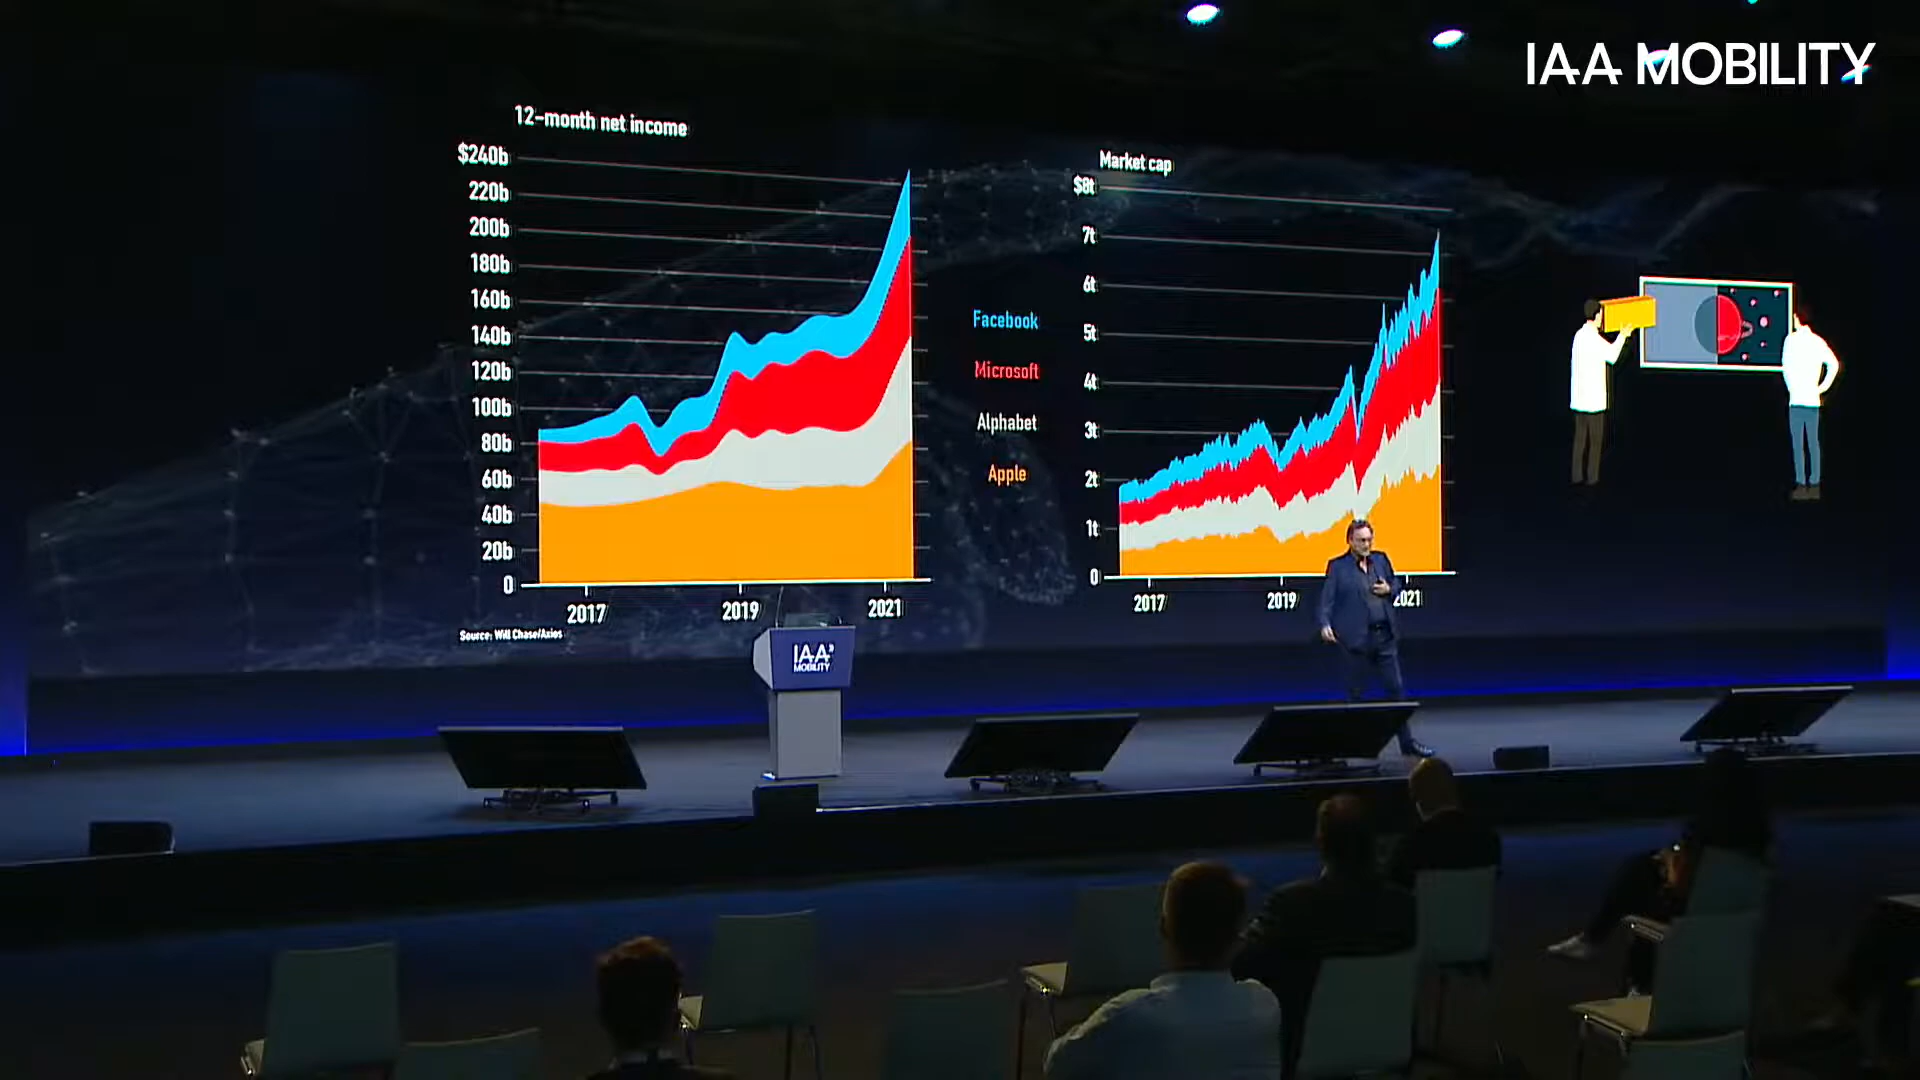 IAA MOBILITY
12-month net income
$240b
220b
200b
180b
160b
140b
120b
100b
80b
60b
40b
20b
0
2017
2019
2021
Source: Will Chase/Axios
Facebook
Microsoft
Alphabet
Apple
Market cap
$8t
7t
6t
5t
4t
3t
2t
1t
0
2017
2019
2021
IAA
MOBILITY